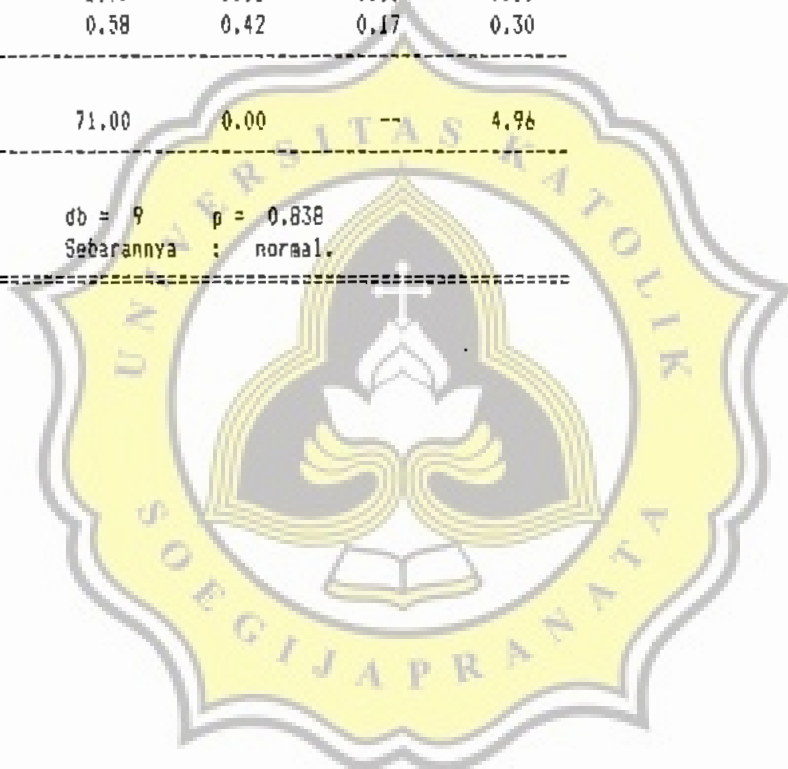 0.58 0.42 0.17 0.30
71.00 0.00 -- 4.96
db = 9 p = 0.838
Sebarannya : normal.
UNIVERSITAS KATOLIK
SOEGIJAPRANATA